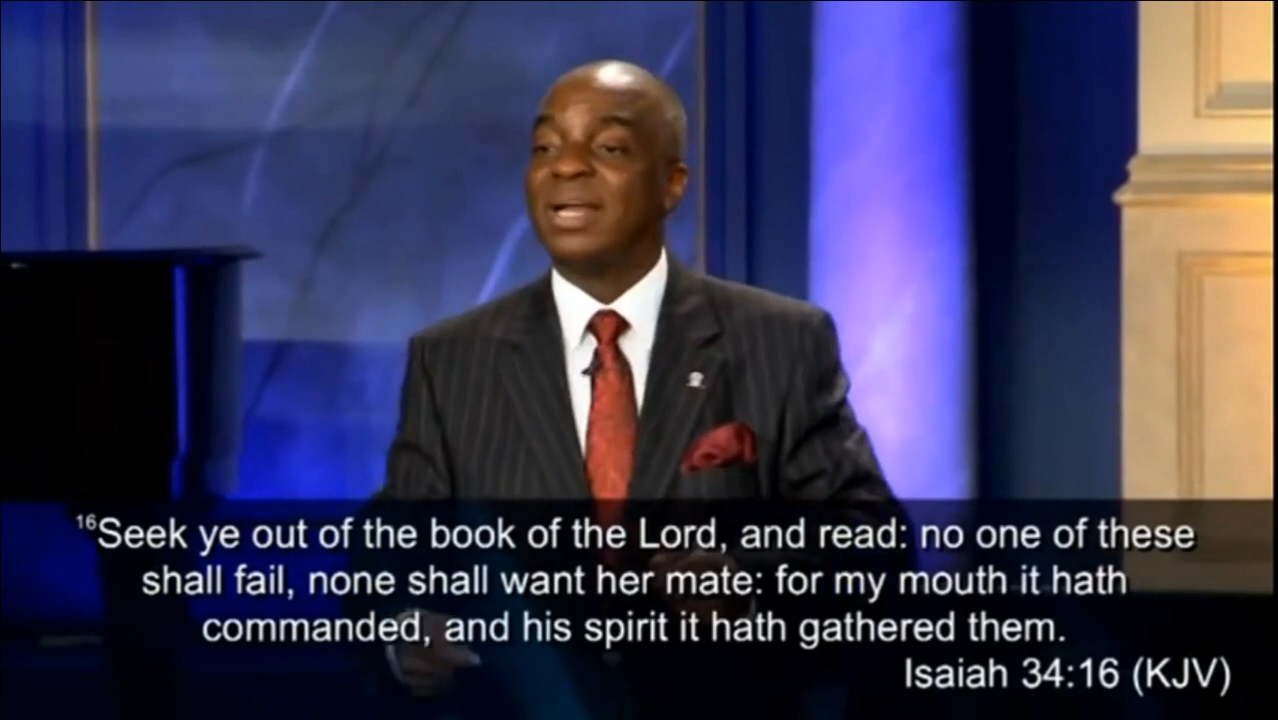 16Seek ye out of the book of the Lord, and read: no one of these
shall fail, none shall want her mate: for my mouth it hath
commanded, and his spirit it hath gathered them.
Isaiah 34:16 (KJV)